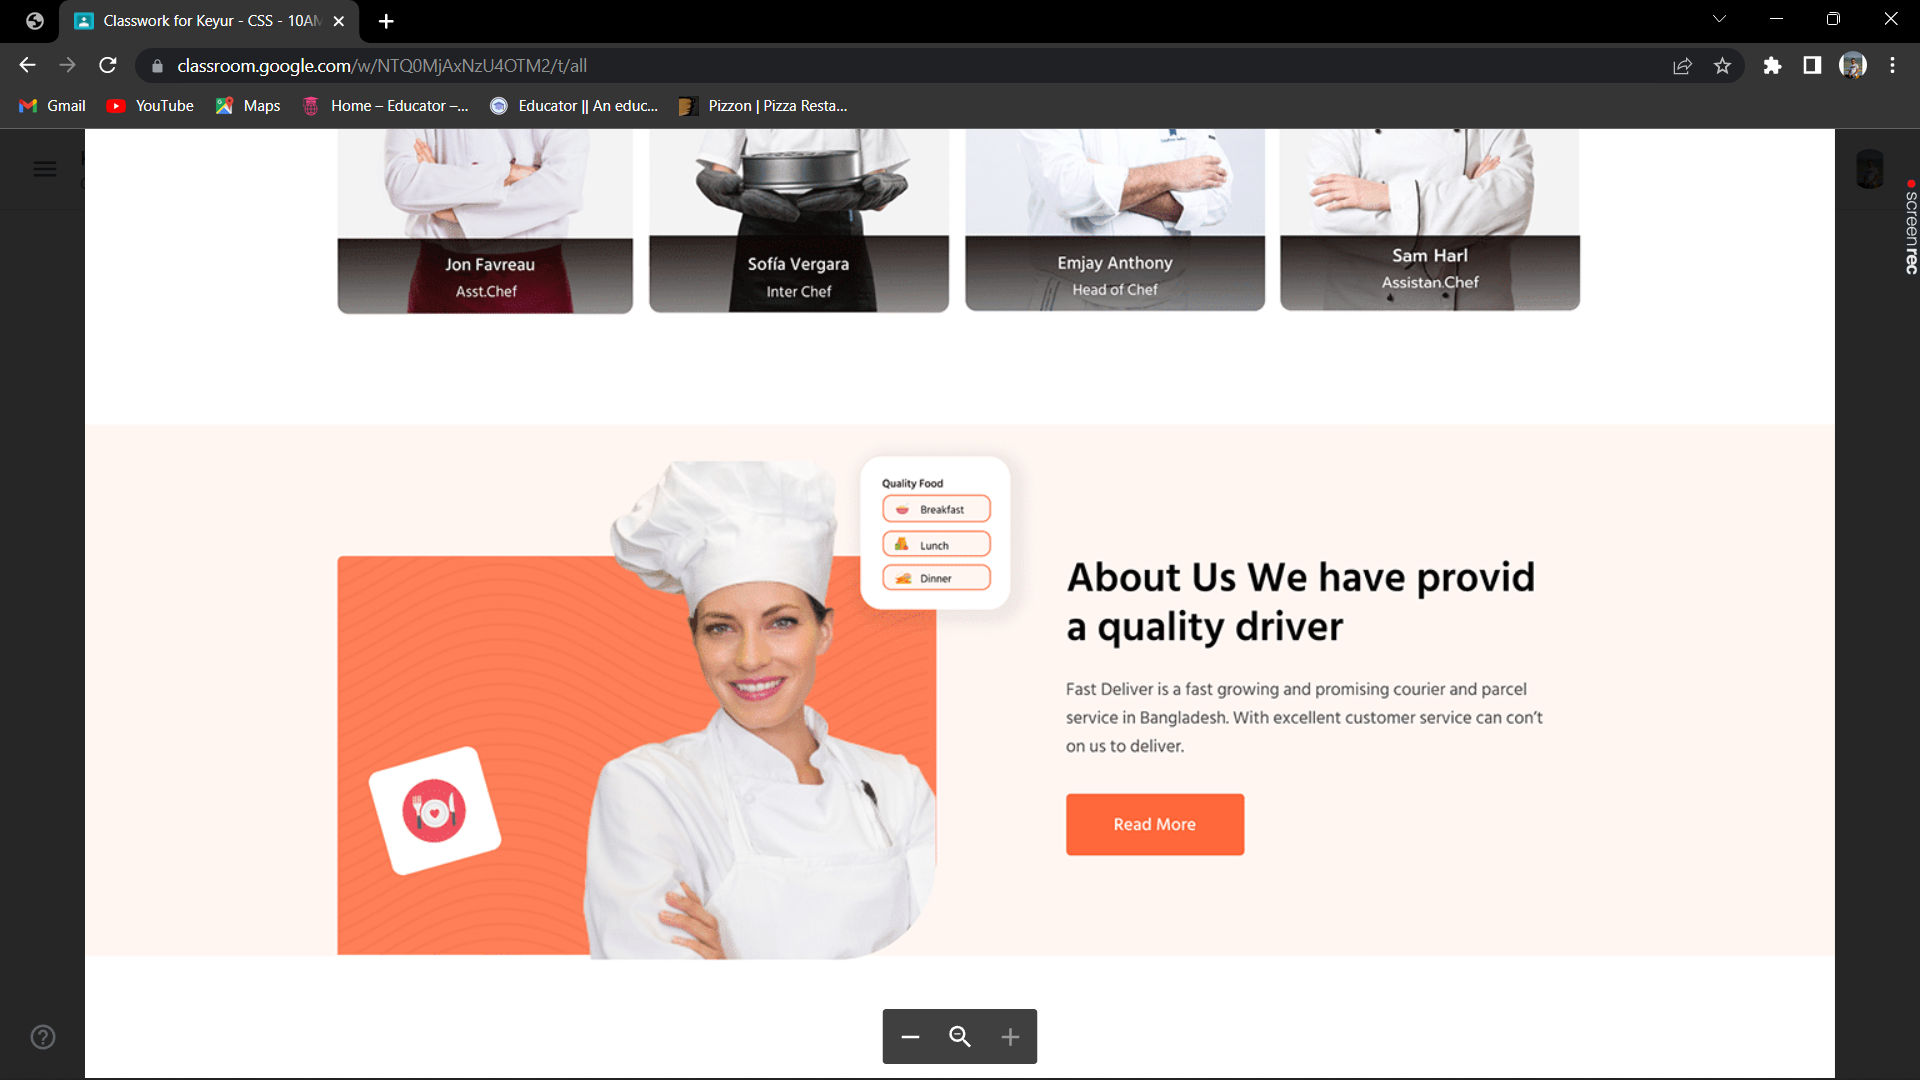 Classwork for Keyur - CSS - 10AM
classroom.google.com/w/NTQ0MjAxNzU4OTM2/t/all
Gmail YouTube Maps Home – Educator –... Educator || An educ... Pizzon | Pizza Resta...
screenrec
Jon Favreau
Asst.Chef
Sofía Vergara
Inter Chef
Emjay Anthony
Head of Chef
Sam Harl
Assistan.Chef
Quality Food
Breakfast
Lunch
Dinner
About Us We have provid
a quality driver
Fast Deliver is a fast growing and promising courier and parcel
service in Bangladesh. With excellent customer service can con’t
on us to deliver.
Read More